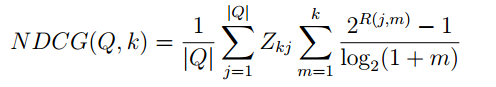 NDCG(Q, k) = \frac{1}{|Q|} \sum_{j=1}^{|Q|} Z_{kj} \sum_{m=1}^{k} \frac{2^{R(j,m)} - 1}{\log_2(1 + m)}